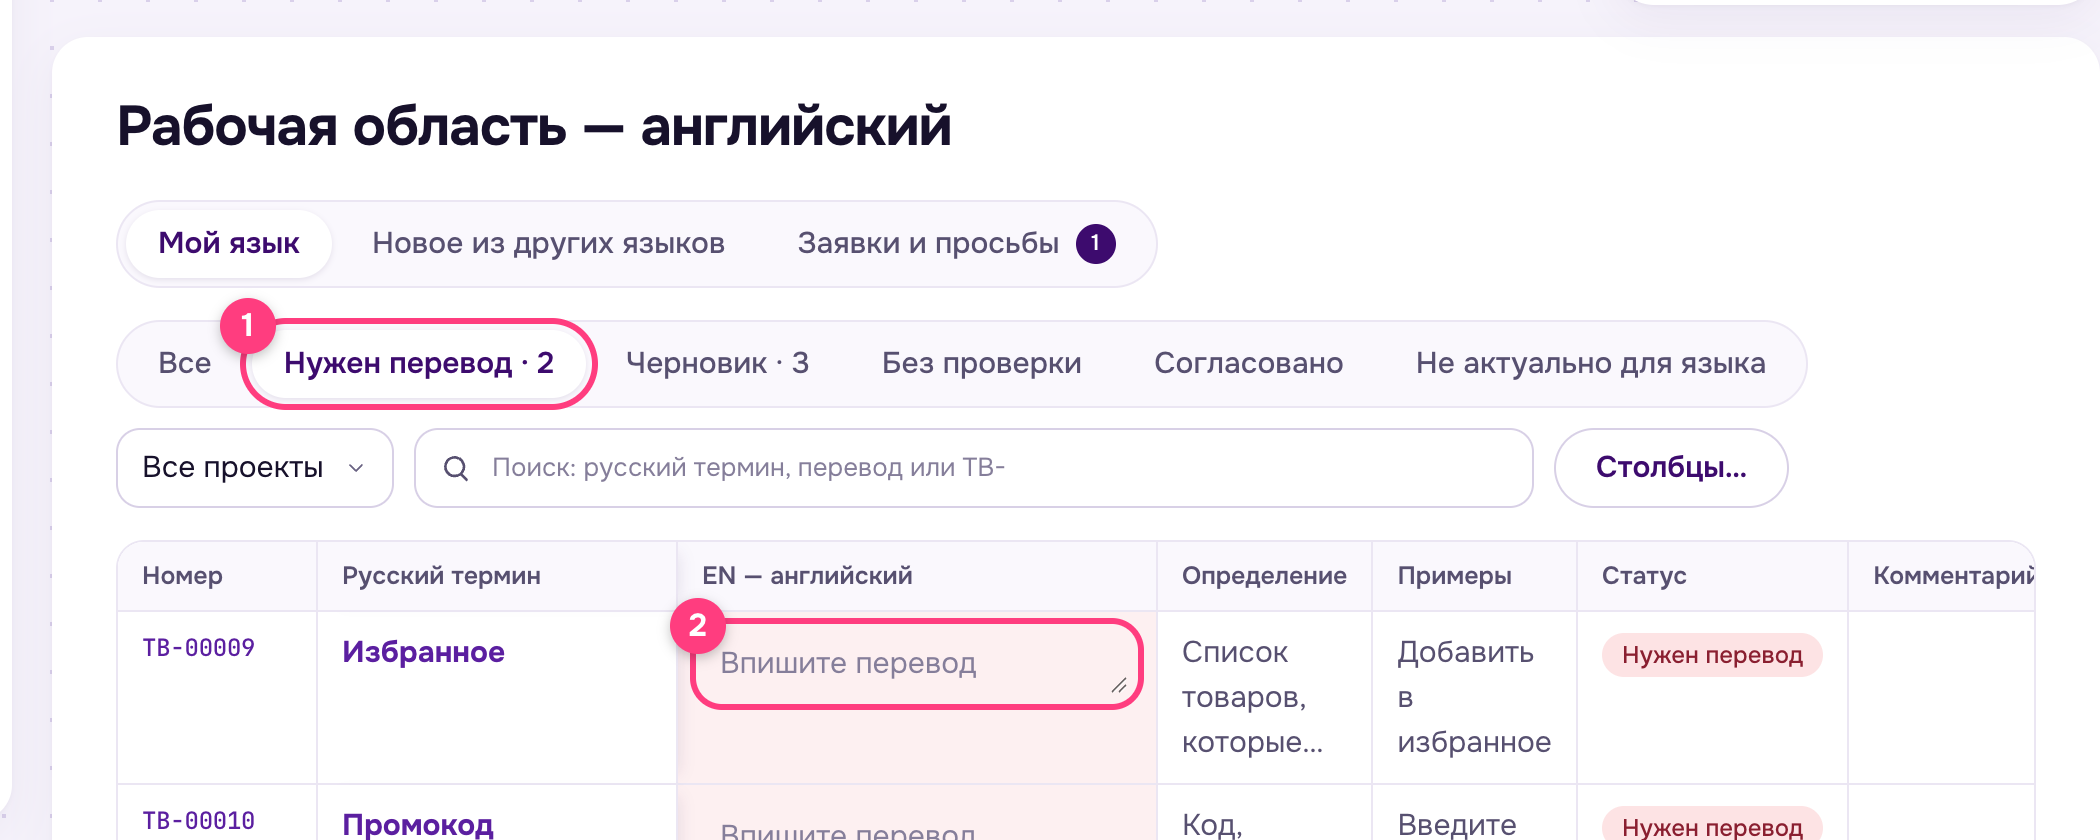 Рабочая область — английский
Мой язык Новое из других языков Заявки и просьбы 1
1
Все Нужен перевод · 2 Черновик · 3 Без проверки Согласовано Не актуально для языка
Все проекты Поиск: русский термин, перевод или ТВ- Столбцы...
Номер Русский термин EN — английский Определение Примеры Статус Комментарий
2
ТВ-00009 Избранное Впишите перевод Список Добавить Нужен перевод
товаров, в
которые... избранное
ТВ-00010 Промокод Впишите перевод Код, Введите Нужен перевод